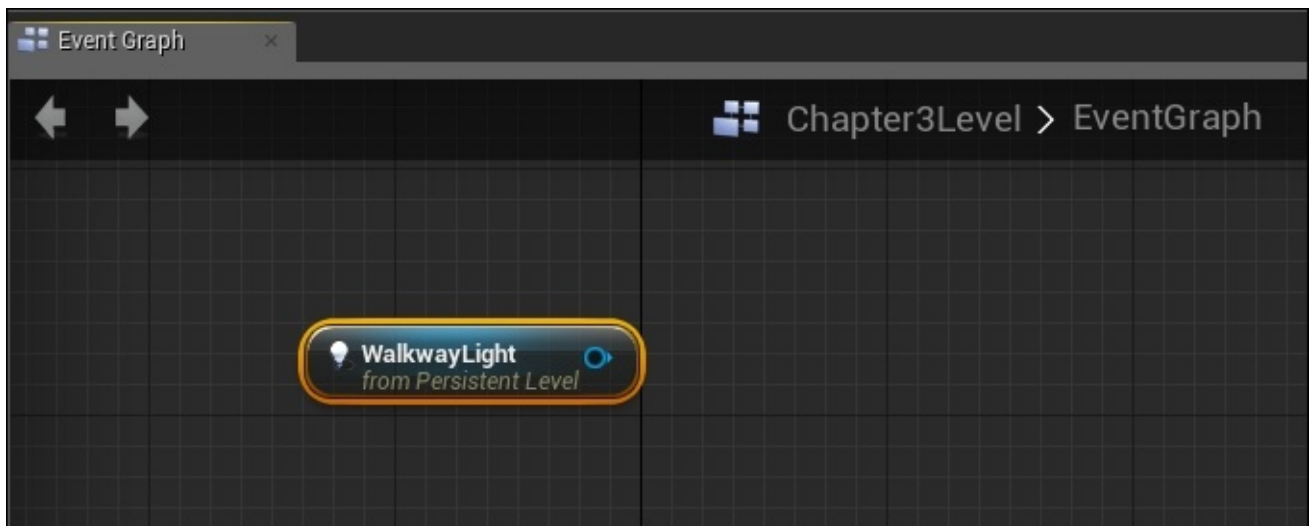 Event Graph
Chapter3Level > EventGraph
WalkwayLight
from Persistent Level